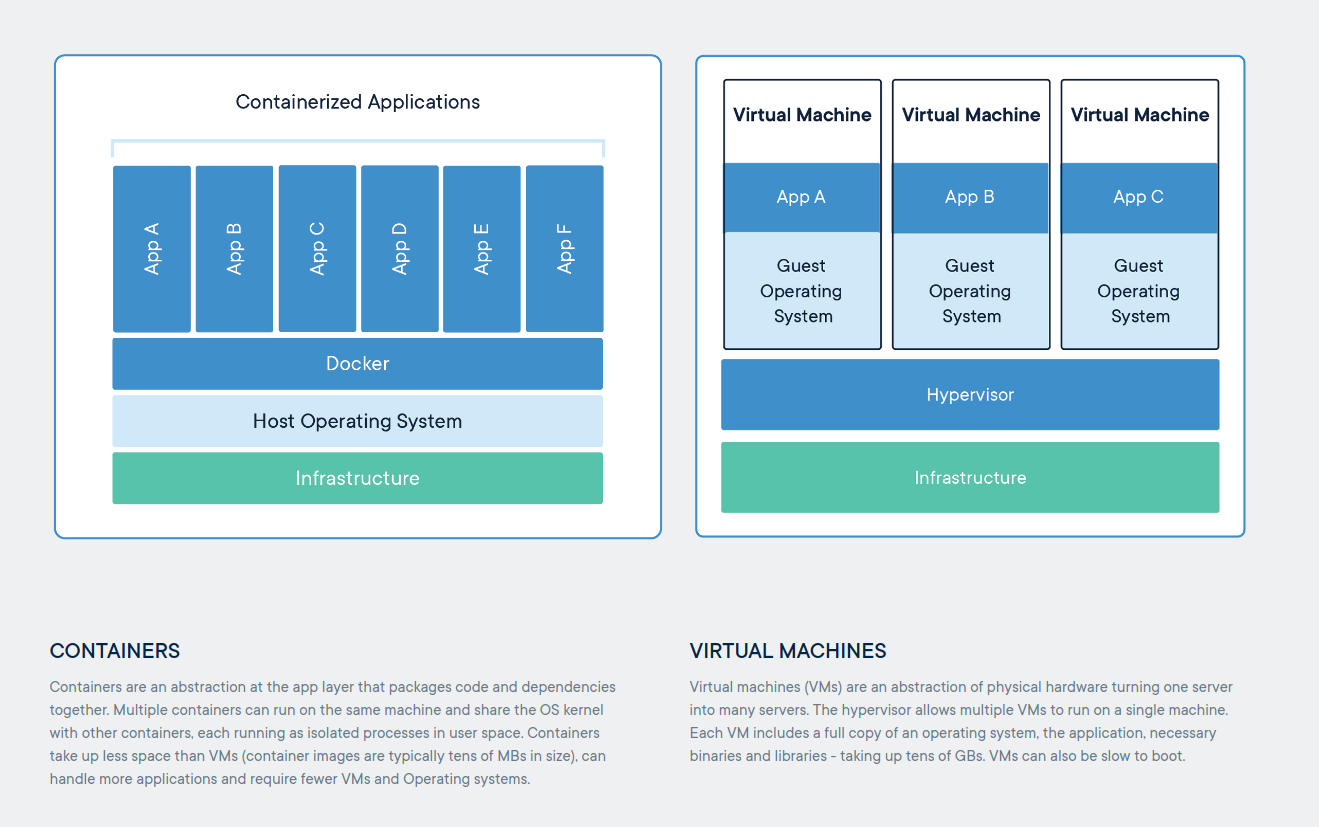 Containerized Applications
App A
App B
App C
App D
App E
App F
Docker
Host Operating System
Infrastructure
Virtual Machine
App A
Guest
Operating
System
Virtual Machine
App B
Guest
Operating
System
Virtual Machine
App C
Guest
Operating
System
Hypervisor
Infrastructure
CONTAINERS
Containers are an abstraction at the app layer that packages code and dependencies
together. Multiple containers can run on the same machine and share the OS kernel
with other containers, each running as isolated processes in user space. Containers
take up less space than VMs (container images are typically tens of MBs in size), can
handle more applications and require fewer VMs and Operating systems.
VIRTUAL MACHINES
Virtual machines (VMs) are an abstraction of physical hardware turning one server
into many servers. The hypervisor allows multiple VMs to run on a single machine.
Each VM includes a full copy of an operating system, the application, necessary
binaries and libraries - taking up tens of GBs. VMs can also be slow to boot.